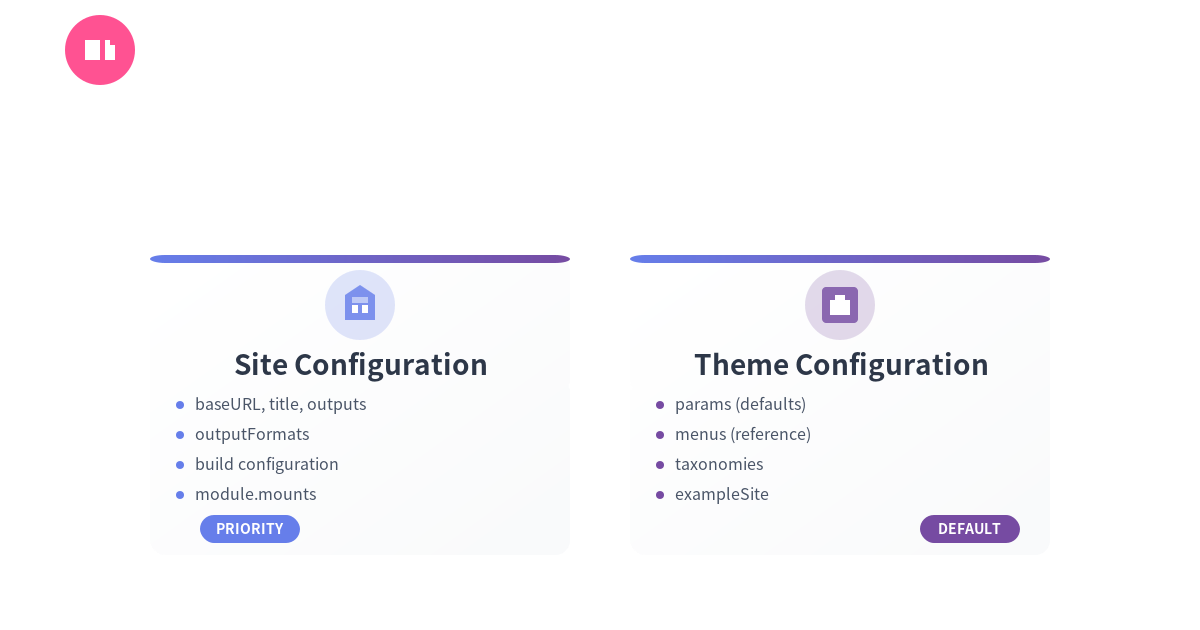 Site Configuration
baseURL, title, outputs
outputFormats
build configuration
module.mounts
PRIORITY
Theme Configuration
params (defaults)
menus (reference)
taxonomies
exampleSite
DEFAULT